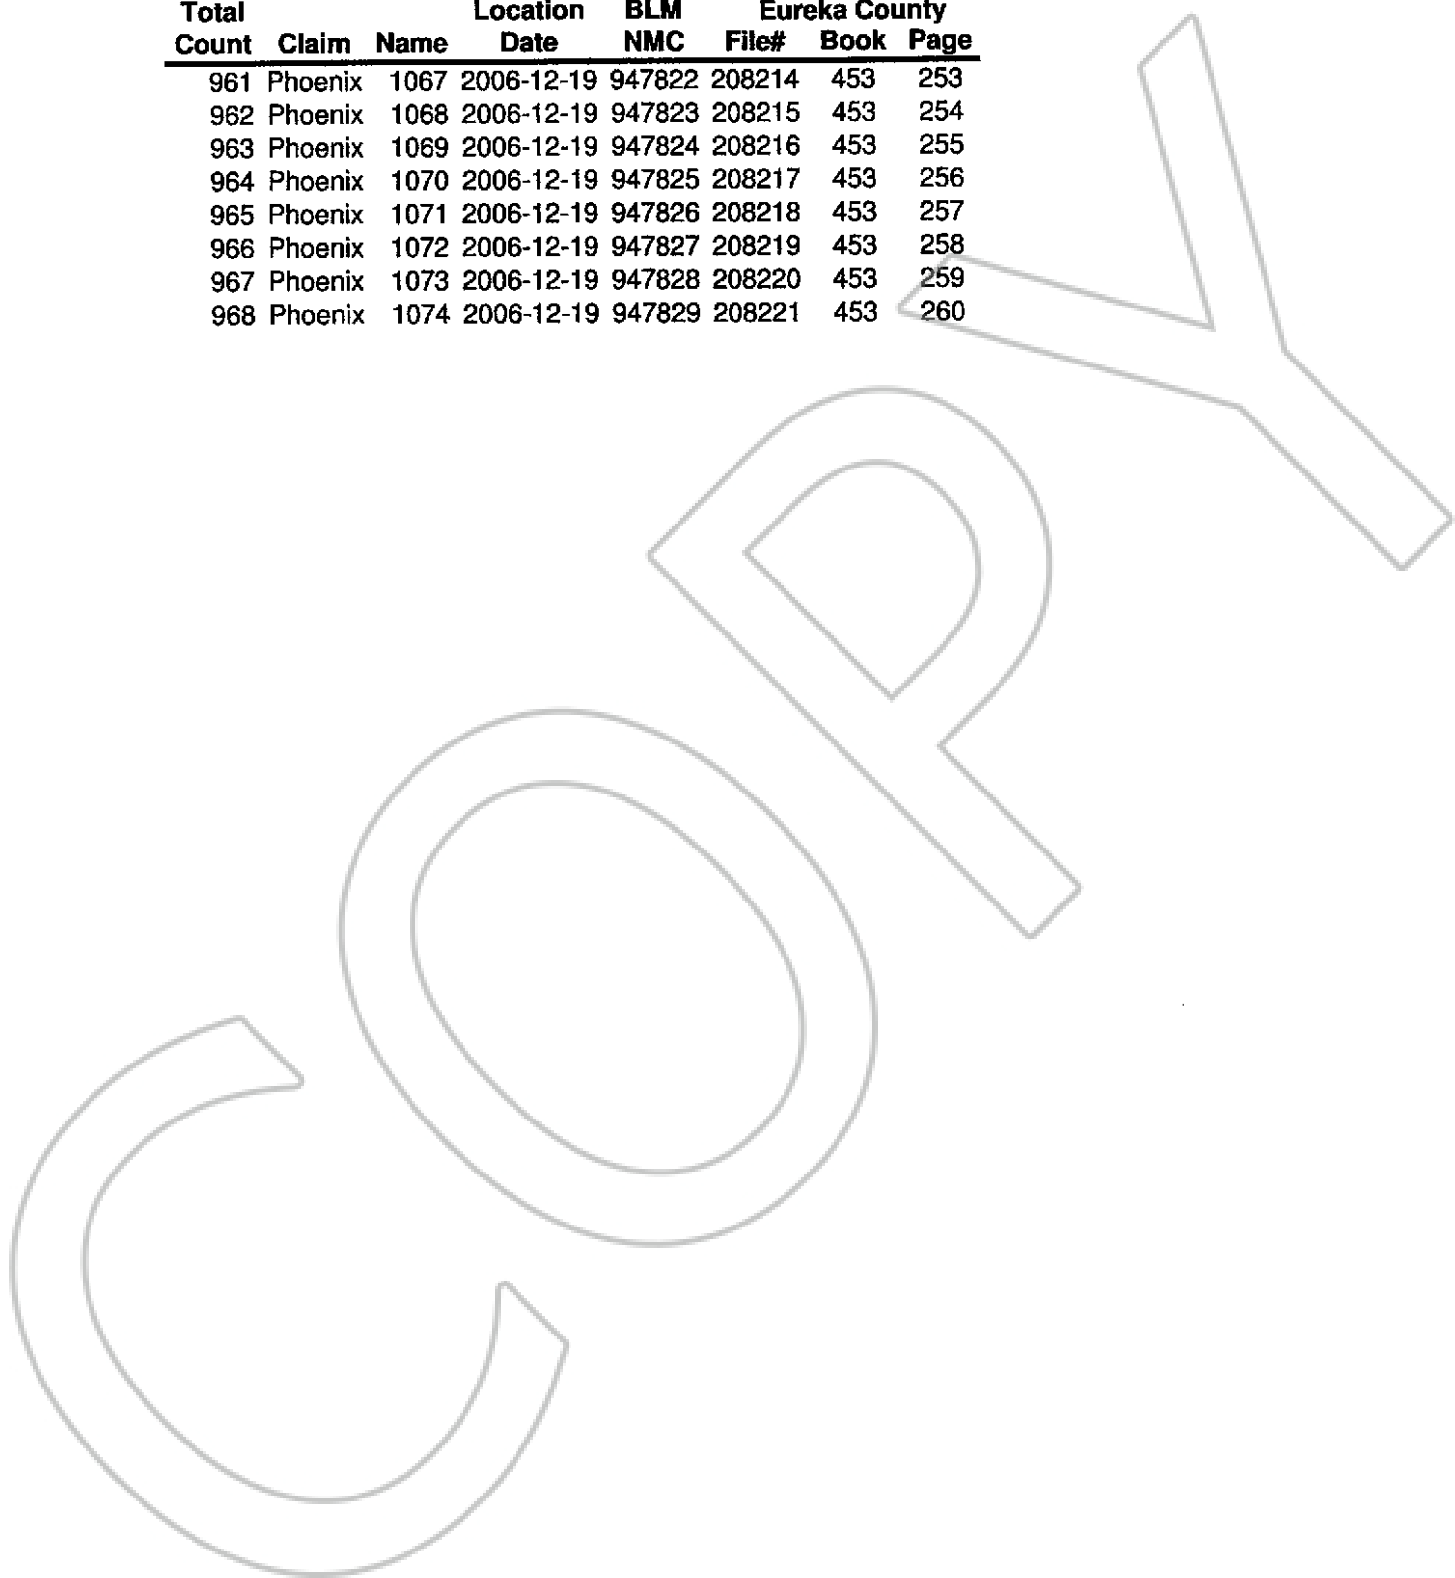 Total Location BLM Eureka County
Count Claim Name Date NMC File# Book Page
961 Phoenix 1067 2006-12-19 947822 208214 453 253
962 Phoenix 1068 2006-12-19 947823 208215 453 254
963 Phoenix 1069 2006-12-19 947824 208216 453 255
964 Phoenix 1070 2006-12-19 947825 208217 453 256
965 Phoenix 1071 2006-12-19 947826 208218 453 257
966 Phoenix 1072 2006-12-19 947827 208219 453 258
967 Phoenix 1073 2006-12-19 947828 208220 453 259
968 Phoenix 1074 2006-12-19 947829 208221 453 260
COPY